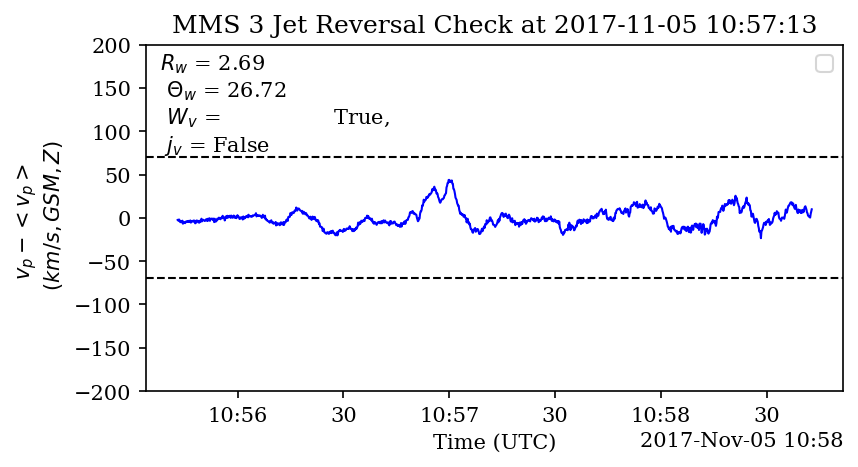 MMS 3 Jet Reversal Check at 2017-11-05 10:57:13
R_w = 2.69
Θ_w = 26.72
W_v = True,
j_v = False
v_p − < v_p >
(km/s, GSM, Z)
200
150
100
50
0
−50
−100
−150
−200
10:56 30 10:57 30 10:58 30
Time (UTC)
2017-Nov-05 10:58